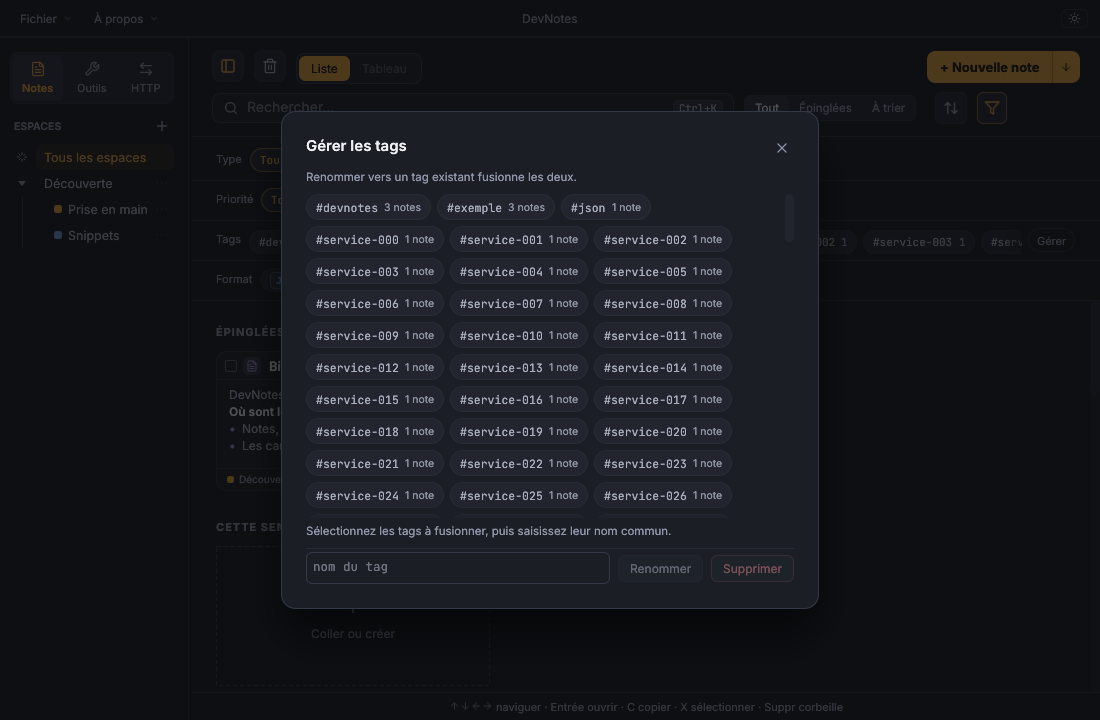 Fichier À propos DevNotes
Liste Tableau + Nouvelle note
Notes Outils HTTP
Rechercher... Ctrl+K Tout Épinglées À trier
ESPACES
Tous les espaces
Découverte
Prise en main
Snippets
Type
Priorité
Tags 002 1 #service-003 1 Gérer
Format
ÉPINGLÉES
DevNotes
Où sont
• Notes,
• Les
CETTE
Coller ou créer
Gérer les tags
Renommer vers un tag existant fusionne les deux.
#devnotes 3 notes #exemple 3 notes #json 1 note
#service-000 1 note #service-001 1 note #service-002 1 note
#service-003 1 note #service-004 1 note #service-005 1 note
#service-006 1 note #service-007 1 note #service-008 1 note
#service-009 1 note #service-010 1 note #service-011 1 note
#service-012 1 note #service-013 1 note #service-014 1 note
#service-015 1 note #service-016 1 note #service-017 1 note
#service-018 1 note #service-019 1 note #service-020 1 note
#service-021 1 note #service-022 1 note #service-023 1 note
#service-024 1 note #service-025 1 note #service-026 1 note
Sélectionnez les tags à fusionner, puis saisissez leur nom commun.
nom du tag Renommer Supprimer
↑ ↓ ← → naviguer · Entrée ouvrir · C copier · X sélectionner · Suppr corbeille